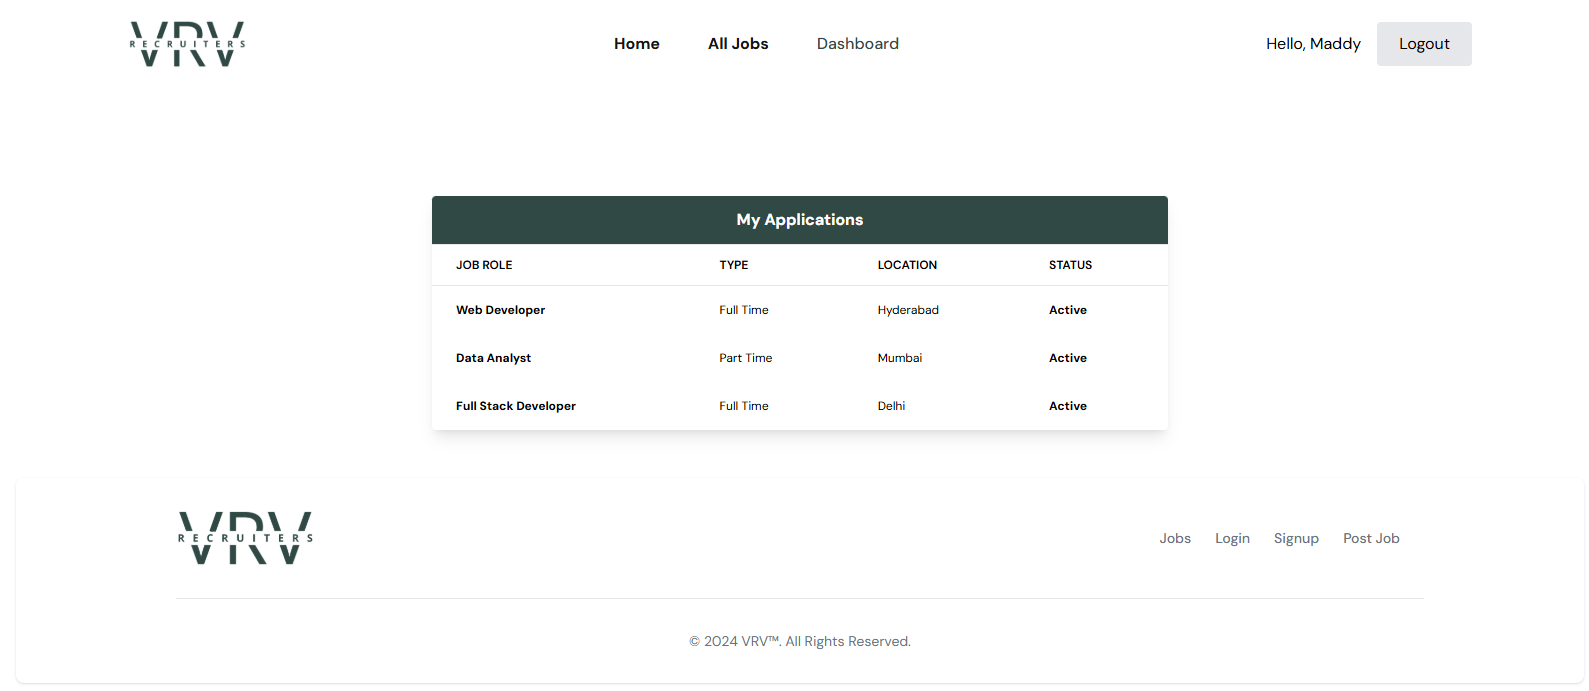 VRV
RECRUITERS
Home All Jobs Dashboard
Hello, Maddy Logout
My Applications
JOB ROLE TYPE LOCATION STATUS
Web Developer Full Time Hyderabad Active
Data Analyst Part Time Mumbai Active
Full Stack Developer Full Time Delhi Active
VRV
RECRUITERS
Jobs Login Signup Post Job
© 2024 VRV™. All Rights Reserved.